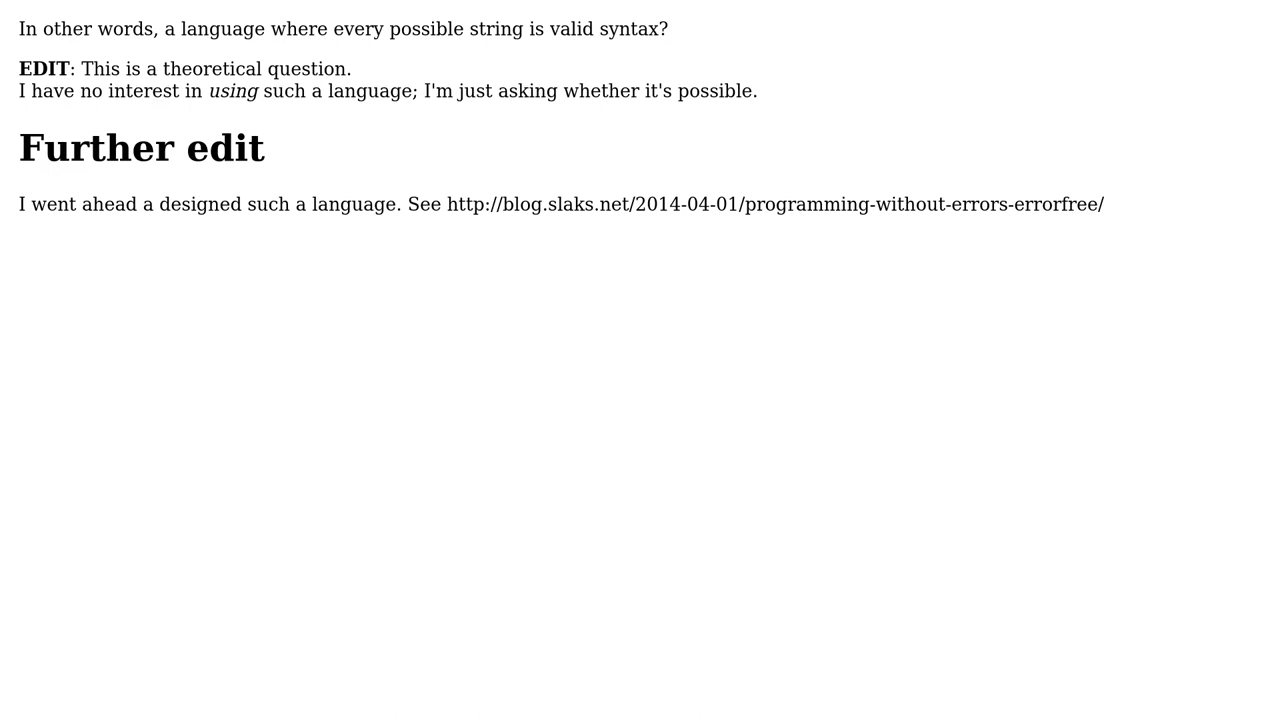 In other words, a language where every possible string is valid syntax?
EDIT: This is a theoretical question.
I have no interest in using such a language; I'm just asking whether it's possible.
Further edit
I went ahead a designed such a language. See http://blog.slaks.net/2014-04-01/programming-without-errors-errorfree/